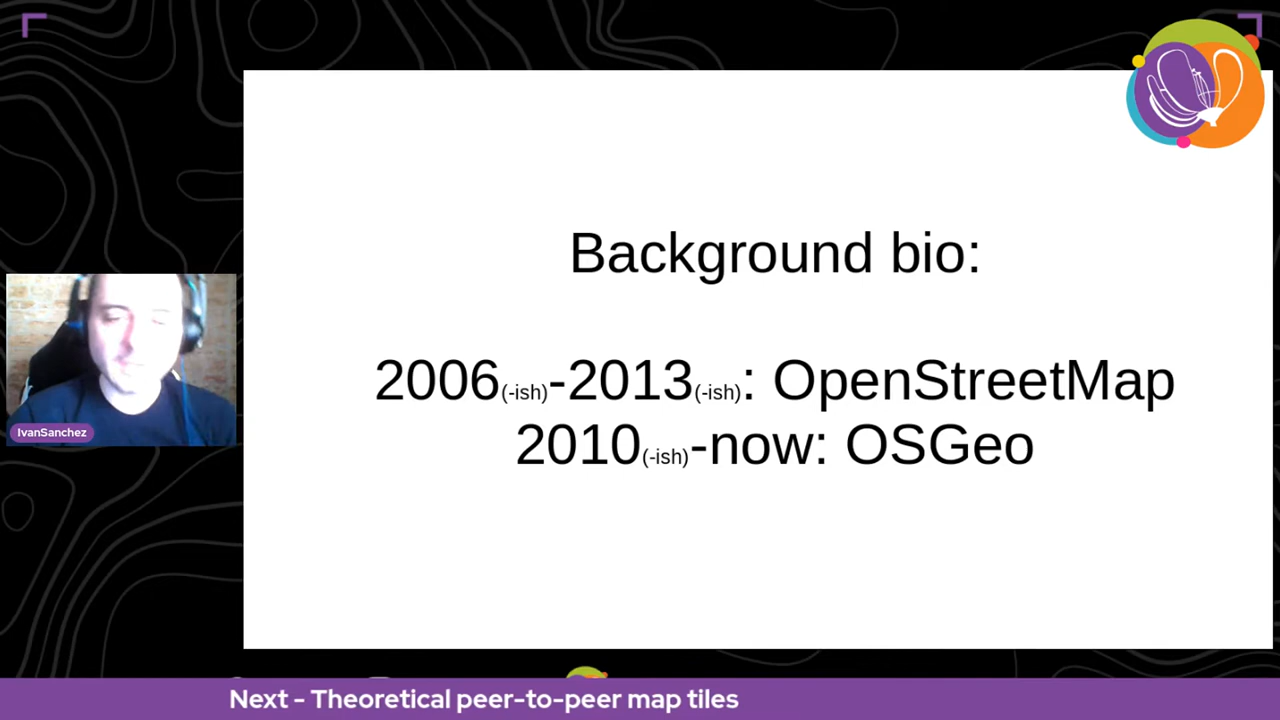 Background bio:
2006(-ish)-2013(-ish): OpenStreetMap
2010(-ish)-now: OSGeo
IvanSanchez
Next - Theoretical peer-to-peer map tiles